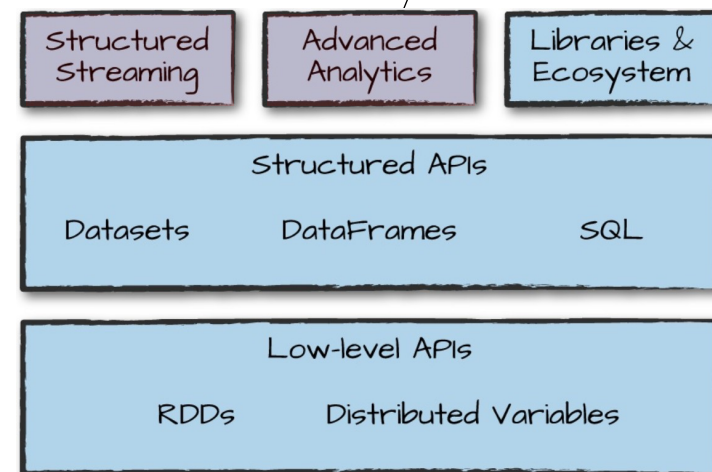 Structured
Streaming
Advanced
Analytics
Libraries &
Ecosystem
Structured APIs
Datasets DataFrames SQL
Low-level APIs
RDDs Distributed Variables